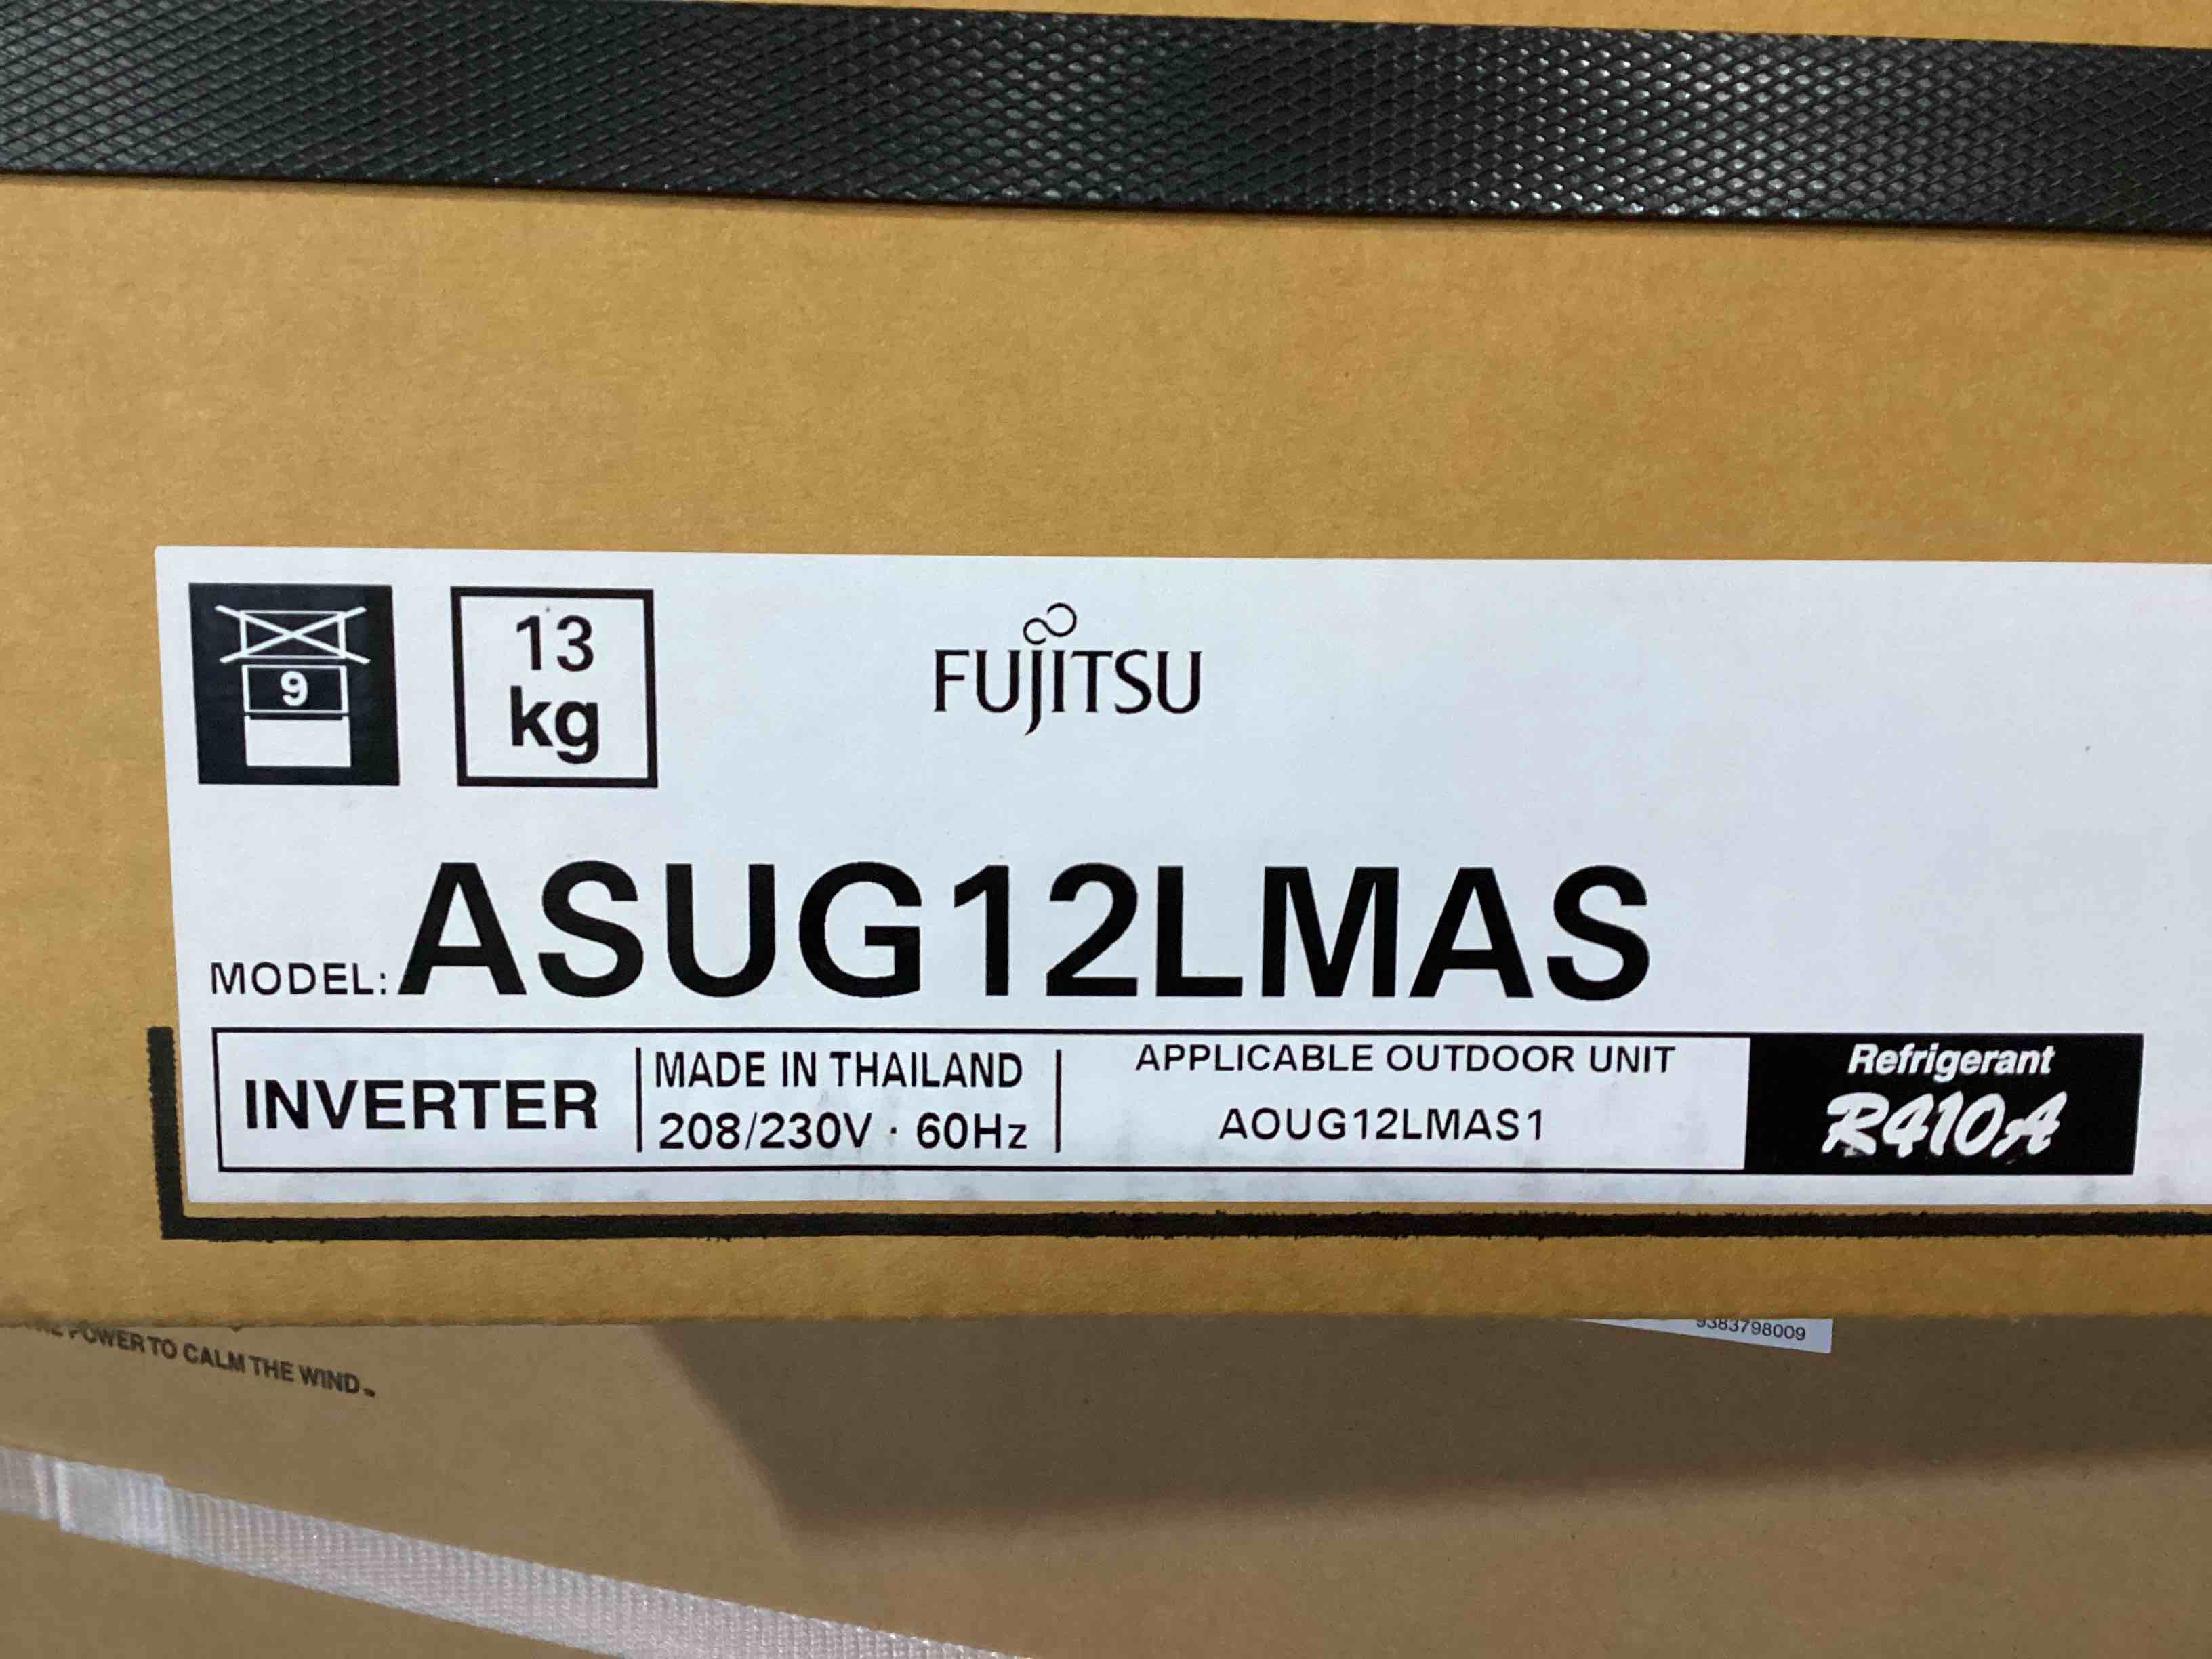 9
13
kg
FUJITSU
MODEL: ASUG12LMAS
INVERTER
MADE IN THAILAND
208/230V · 60Hz
APPLICABLE OUTDOOR UNIT
AOUG12LMAS1
Refrigerant
R410A
POWER TO CALM THE WIND.
9383798009